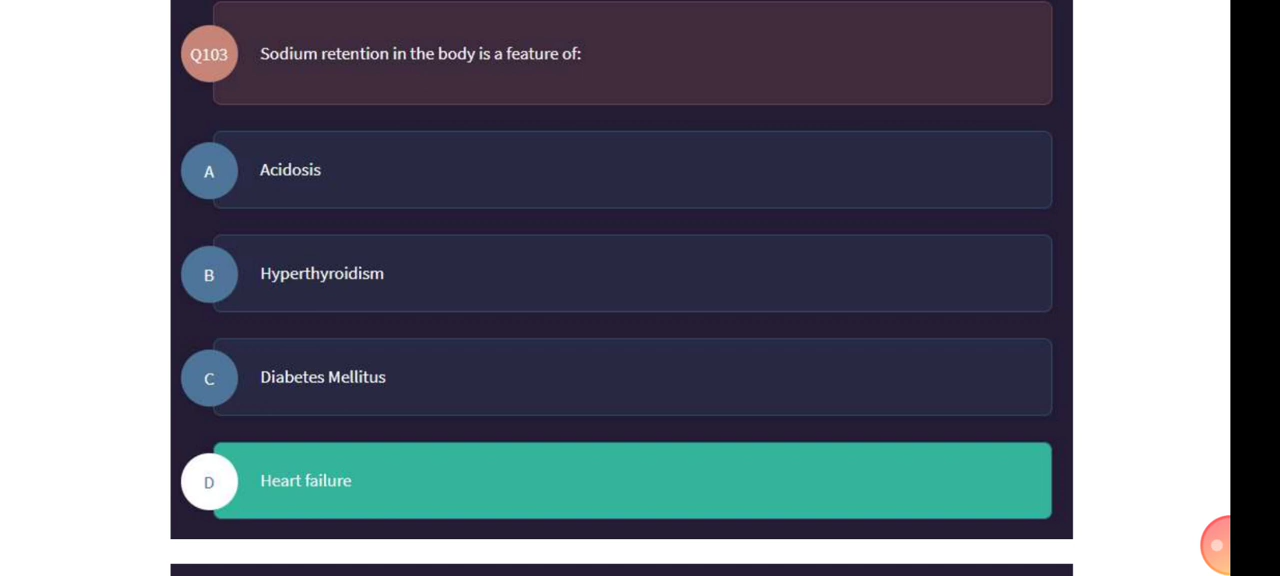 Q103 Sodium retention in the body is a feature of:
A Acidosis
B Hyperthyroidism
C Diabetes Mellitus
D Heart failure